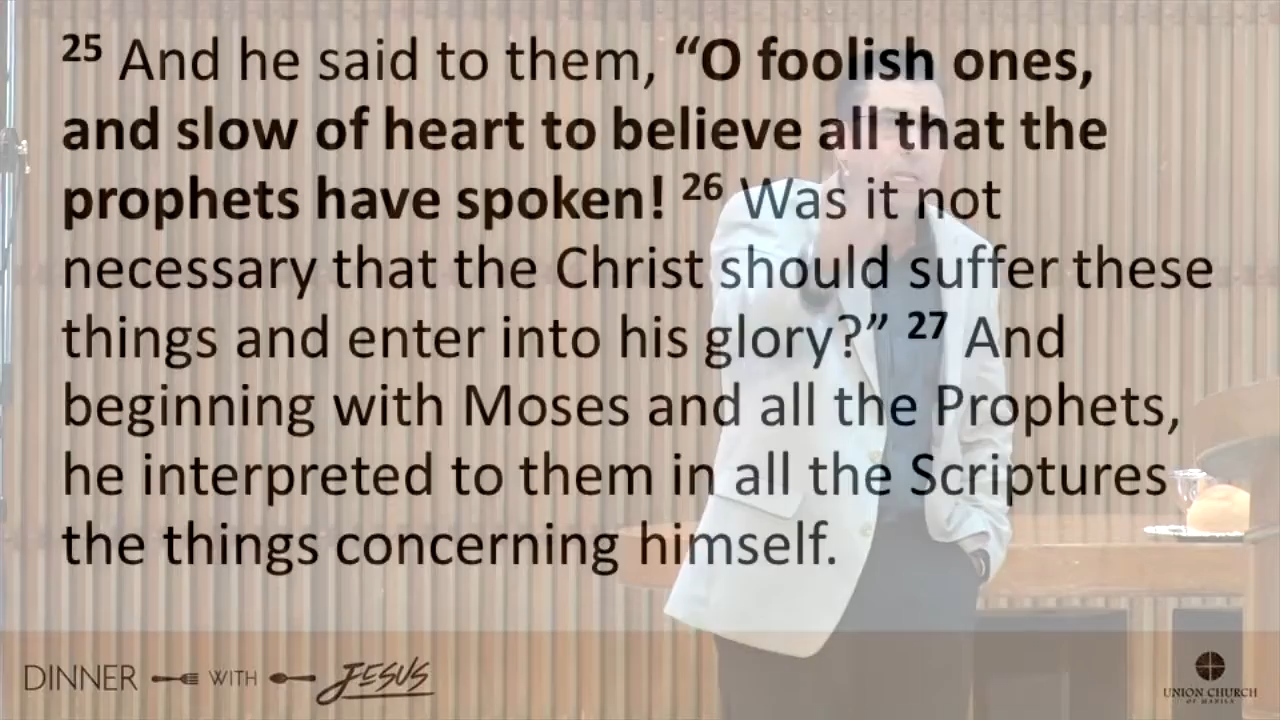 25 And he said to them, “O foolish ones,
and slow of heart to believe all that the
prophets have spoken! 26 Was it not
necessary that the Christ should suffer these
things and enter into his glory?” 27 And
beginning with Moses and all the Prophets,
he interpreted to them in all the Scriptures
the things concerning himself.
DINNER WITH JESUS
UNION CHURCH
OF MANILA